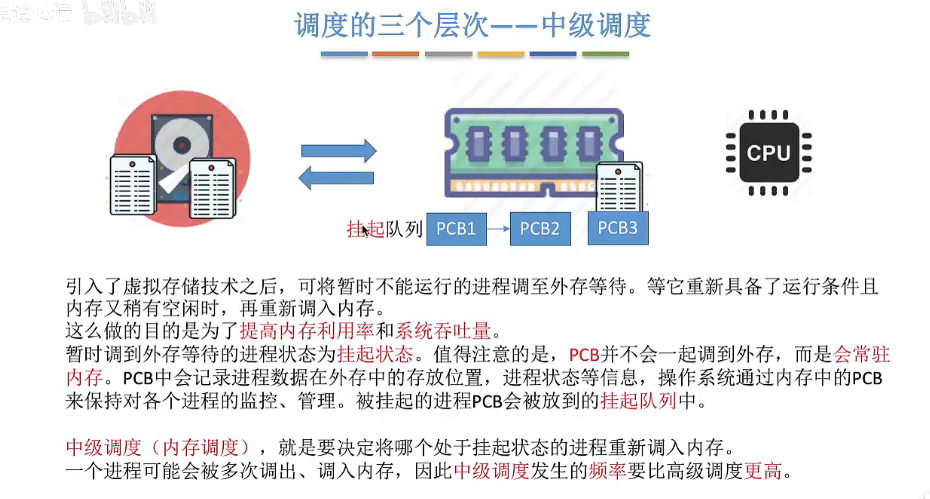 调度的三个层次——中级调度
CPU
挂起队列 PCB1 PCB2 PCB3
引入了虚拟存储技术之后，可将暂时不能运行的进程调至外存等待。等它重新具备了运行条件且
内存又稍有空闲时，再重新调入内存。
这么做的目的是为了提高内存利用率和系统吞吐量。
暂时调到外存等待的进程状态为挂起状态。值得注意的是，PCB并不会一起调到外存，而是会常驻
内存。PCB中会记录进程数据在外存中的存放位置，进程状态等信息，操作系统通过内存中的PCB
来保持对各个进程的监控、管理。被挂起的进程PCB会被放到的挂起队列中。
中级调度（内存调度），就是要决定将哪个处于挂起状态的进程重新调入内存。
一个进程可能会被多次调出、调入内存，因此中级调度发生的频率要比高级调度更高。